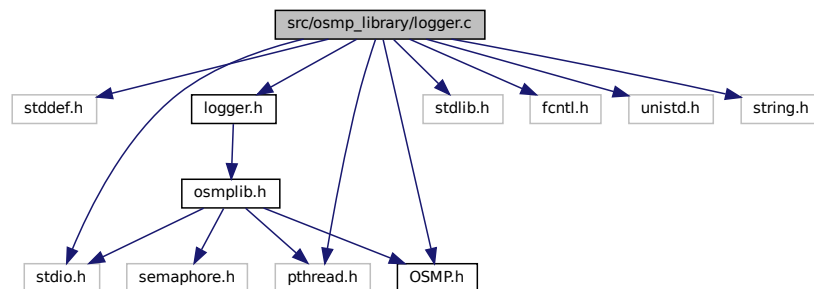 src/osmp_library/logger.c
stddef.h
logger.h
stdlib.h
fcntl.h
unistd.h
string.h
osmplib.h
stdio.h
semaphore.h
pthread.h
OSMP.h